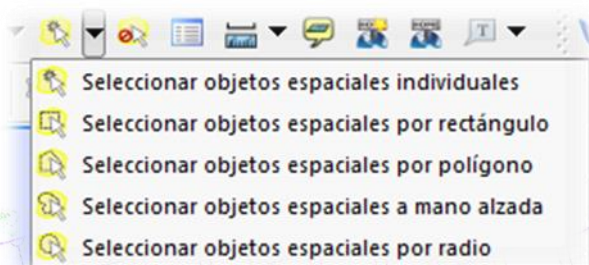 Seleccionar objetos espaciales individuales
Seleccionar objetos espaciales por rectángulo
Seleccionar objetos espaciales por polígono
Seleccionar objetos espaciales a mano alzada
Seleccionar objetos espaciales por radio